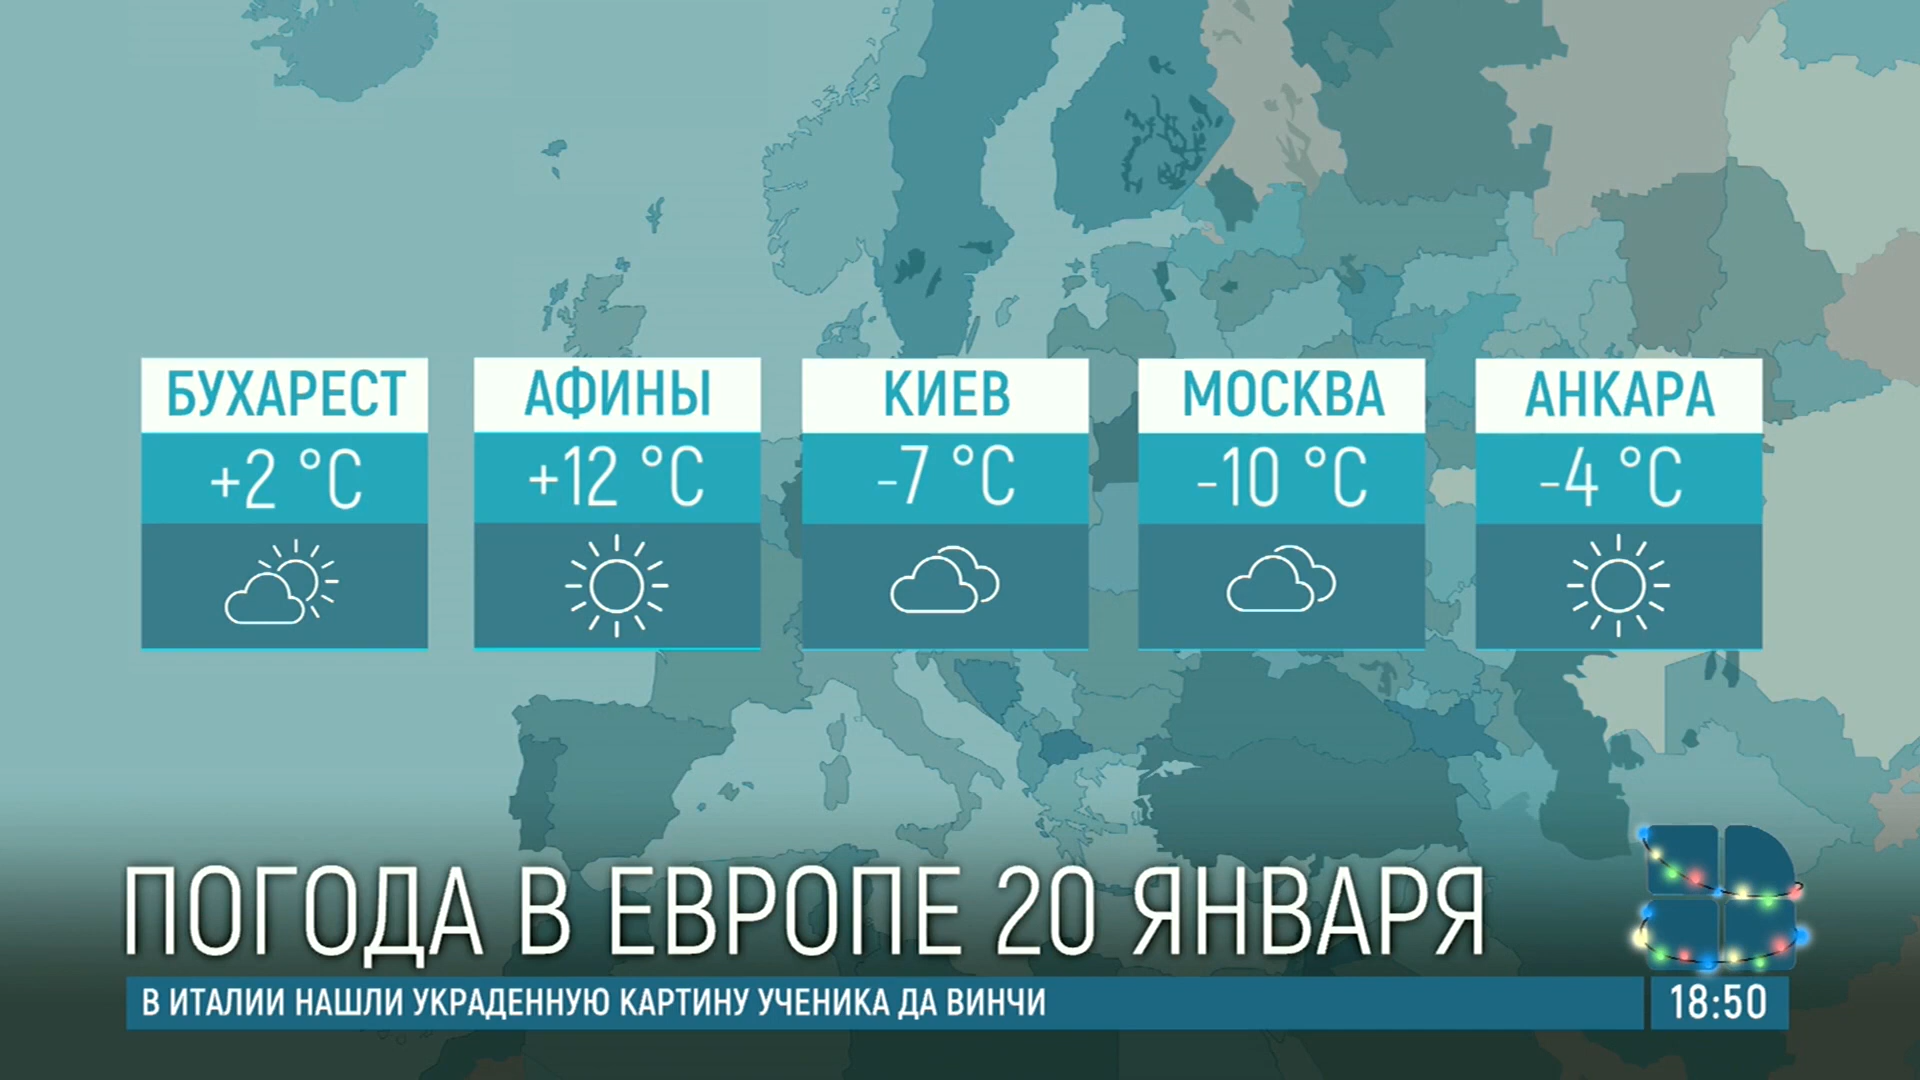 БУХАРЕСТ
+2 °C
АФИНЫ
+12 °C
КИЕВ
-7 °C
МОСКВА
-10 °C
АНКАРА
-4 °C
ПОГОДА В ЕВРОПЕ 20 ЯНВАРЯ
В ИТАЛИИ НАШЛИ УКРАДЕННУЮ КАРТИНУ УЧЕНИКА ДА ВИНЧИ
18:50